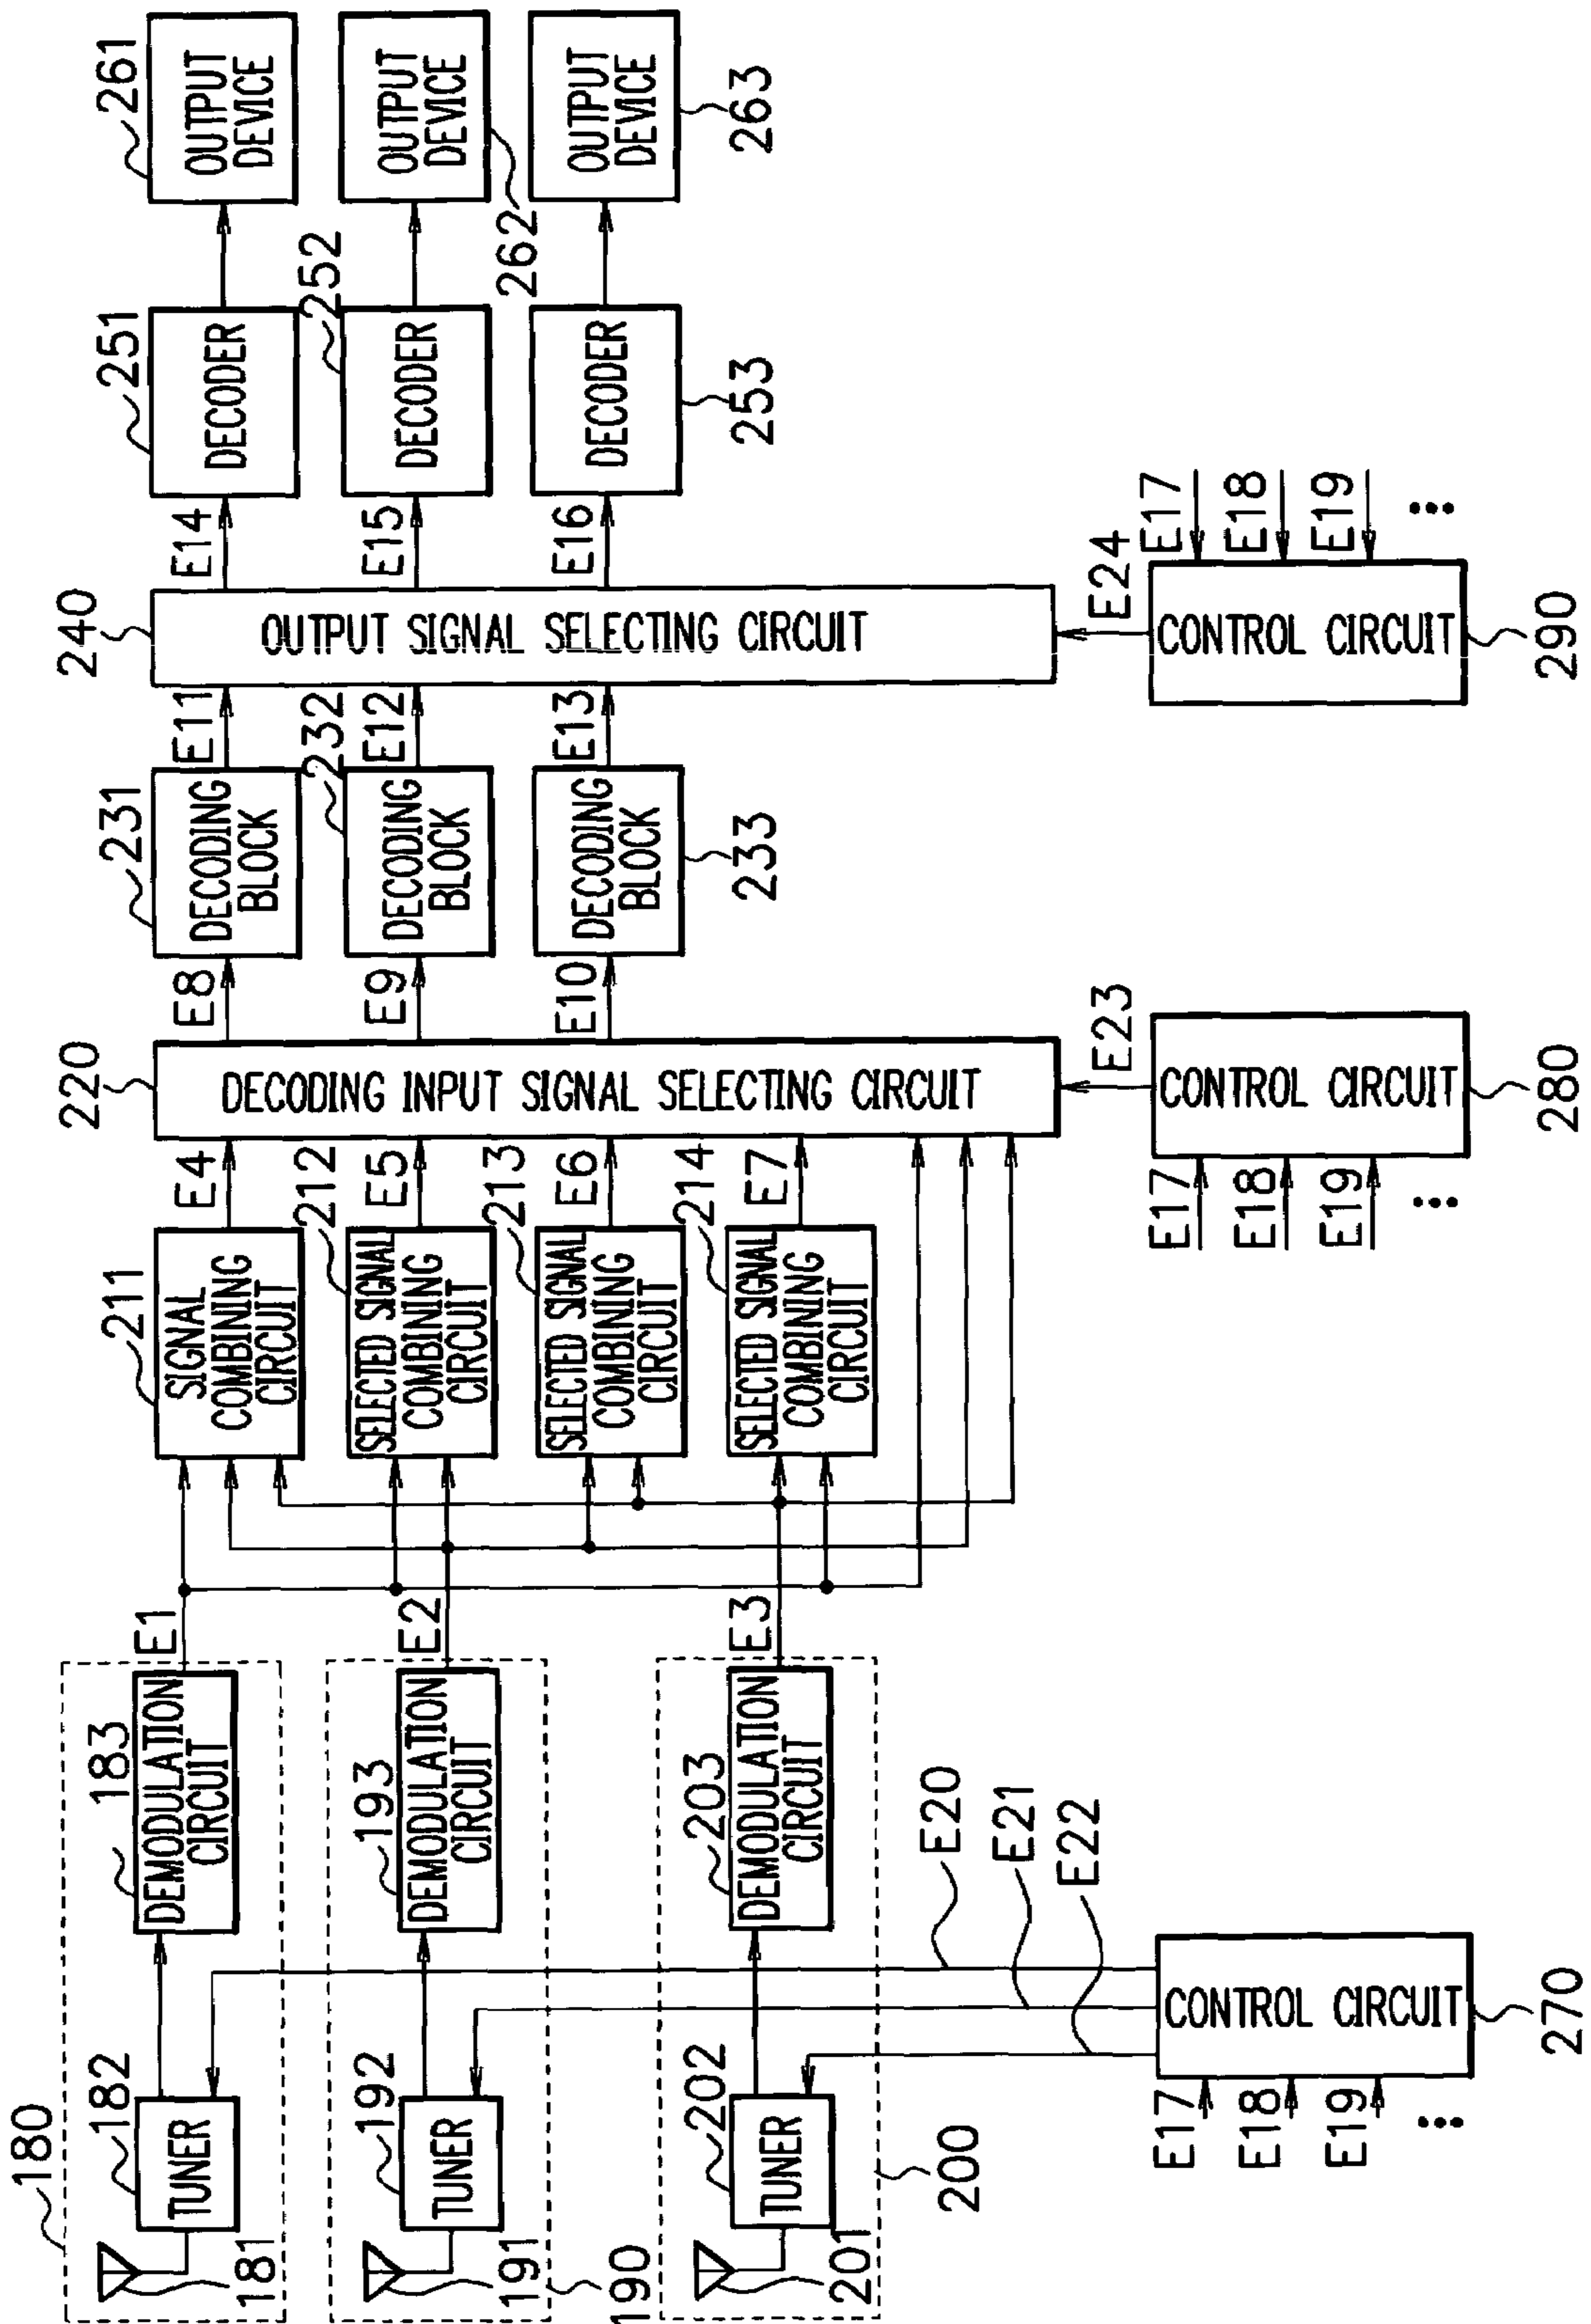 180
181
182
TUNER
183
DEMODULATION
CIRCUIT
E1
190
191
192
TUNER
193
DEMODULATION
CIRCUIT
E2
200
201
202
TUNER
203
DEMODULATION
CIRCUIT
E3
E20
E21
E22
CONTROL CIRCUIT
270
E17
E18
E19
211
SIGNAL
COMBINING
CIRCUIT
E4
212
SELECTED SIGNAL
COMBINING
CIRCUIT
E5
213
SELECTED SIGNAL
COMBINING
CIRCUIT
E6
214
SELECTED SIGNAL
COMBINING
CIRCUIT
E7
220
DECODING INPUT SIGNAL SELECTING CIRCUIT
E23
CONTROL CIRCUIT
280
E17
E18
E19
E8
E9
E10
231
DECODING
BLOCK
232
DECODING
BLOCK
233
DECODING
BLOCK
E11
E12
E13
240
OUTPUT SIGNAL SELECTING CIRCUIT
E24
CONTROL CIRCUIT
290
E17
E18
E19
E14
E15
E16
251
DECODER
252
DECODER
253
DECODER
261
OUTPUT
DEVICE
262
OUTPUT
DEVICE
263
OUTPUT
DEVICE